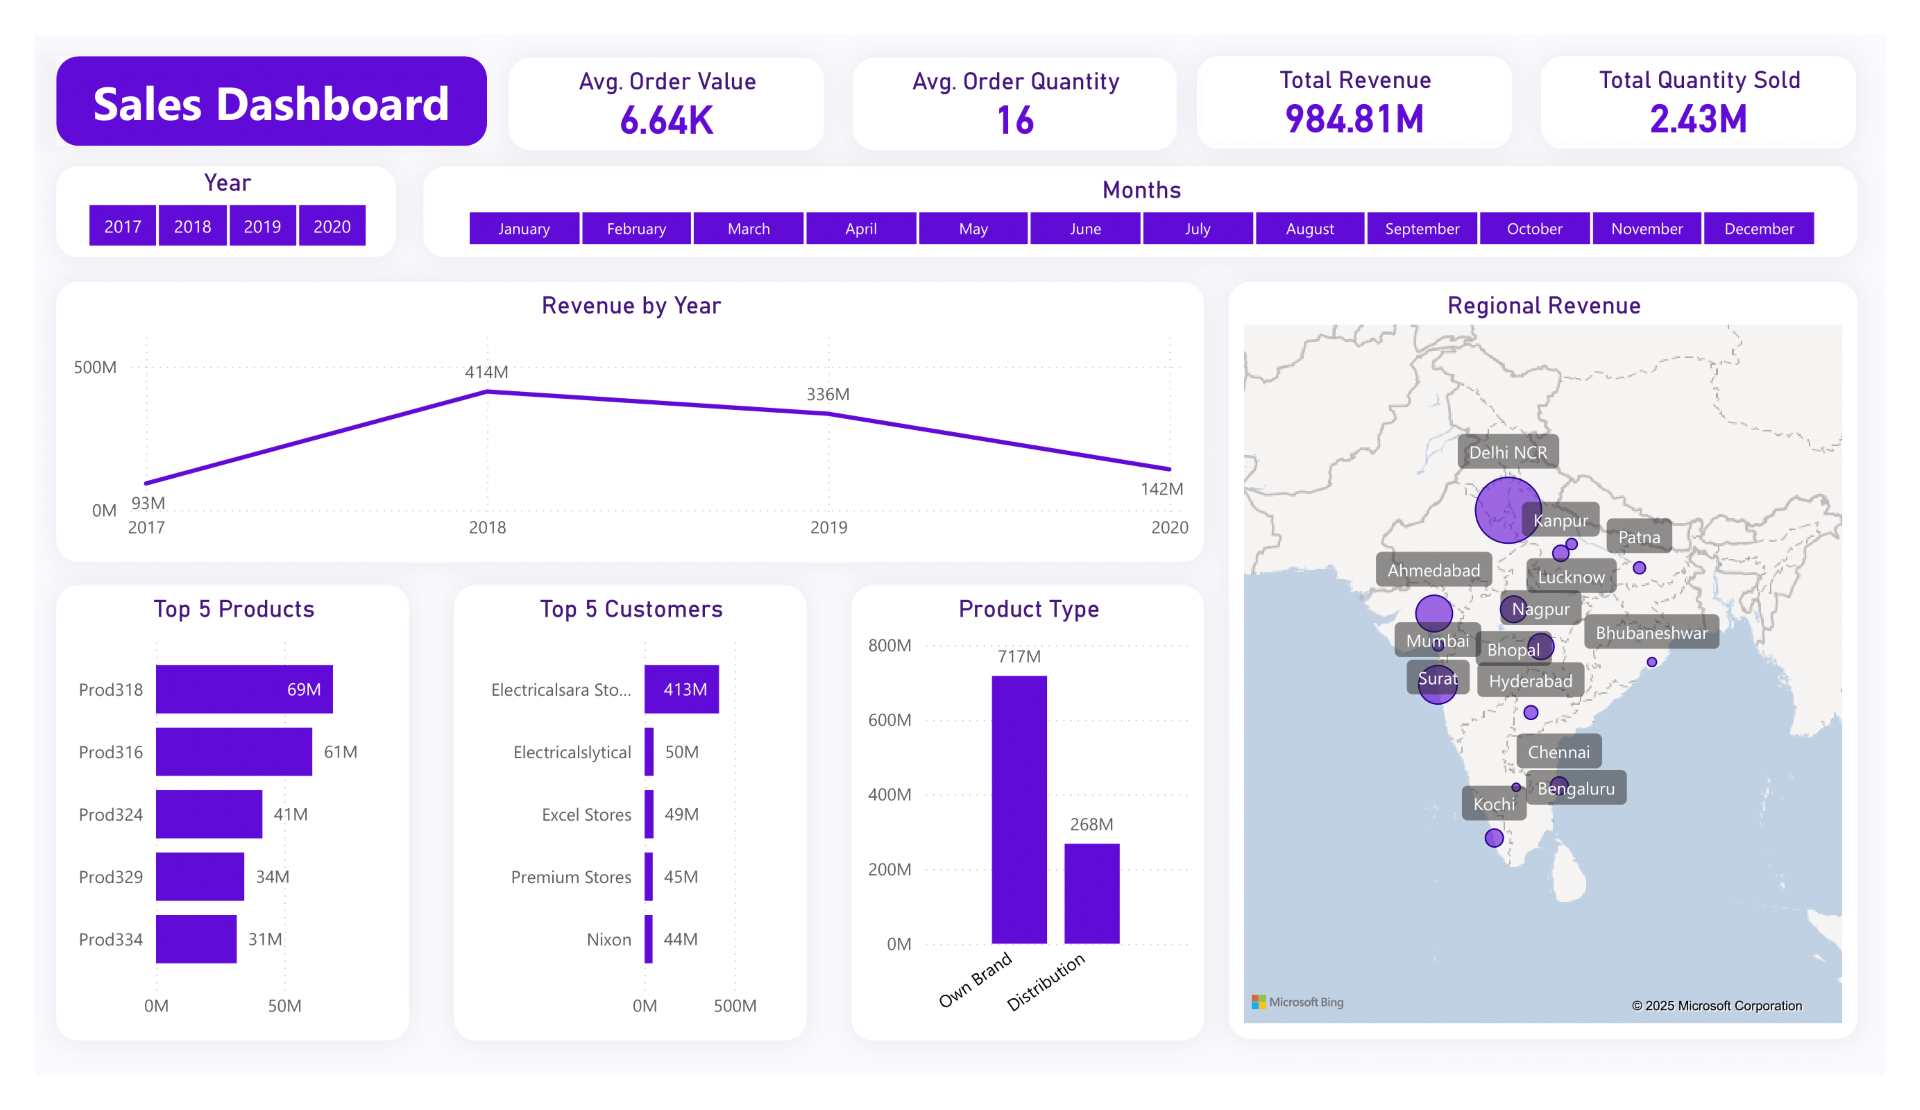 Sales Dashboard
Avg. Order Value
6.64K
Avg. Order Quantity
16
Total Revenue
984.81M
Total Quantity Sold
2.43M
Year
2017 2018 2019 2020
Months
January February March April May June July August September October November December
Revenue by Year
500M
0M
93M
414M
336M
142M
2017 2018 2019 2020
Regional Revenue
Delhi NCR
Kanpur
Patna
Ahmedabad
Lucknow
Nagpur
Bhubaneshwar
Mumbai
Bhopal
Surat
Hyderabad
Chennai
Bengaluru
Kochi
Microsoft Bing
© 2025 Microsoft Corporation
Top 5 Products
Prod318 69M
Prod316 61M
Prod324 41M
Prod329 34M
Prod334 31M
0M 50M
Top 5 Customers
Electricalsara Sto... 413M
Electricalslytical 50M
Excel Stores 49M
Premium Stores 45M
Nixon 44M
0M 500M
Product Type
800M
600M
400M
200M
0M
717M
268M
Own Brand
Distribution